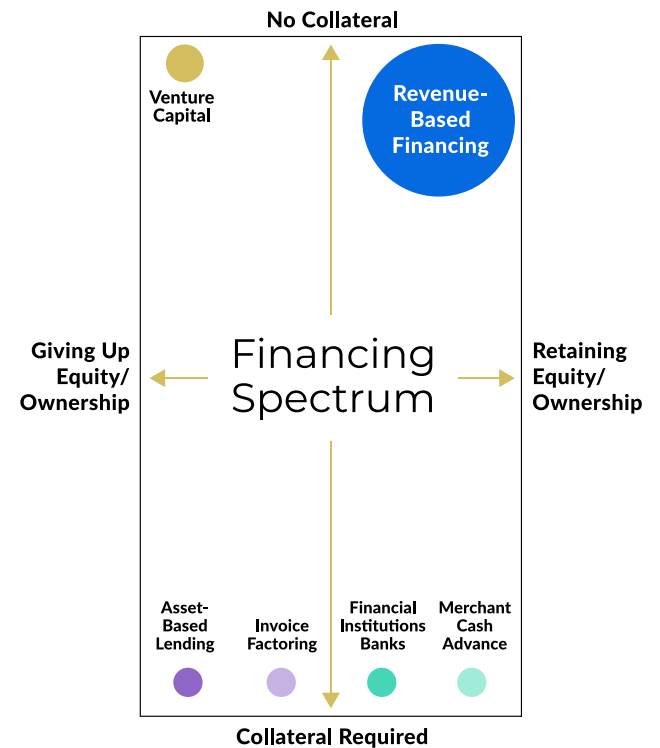 No Collateral
Venture
Capital
Revenue-
Based
Financing
Giving Up
Equity/
Ownership
Financing
Spectrum
Retaining
Equity/
Ownership
Asset-
Based
Lending
Invoice
Factoring
Financial
Institutions
Banks
Merchant
Cash
Advance
Collateral Required